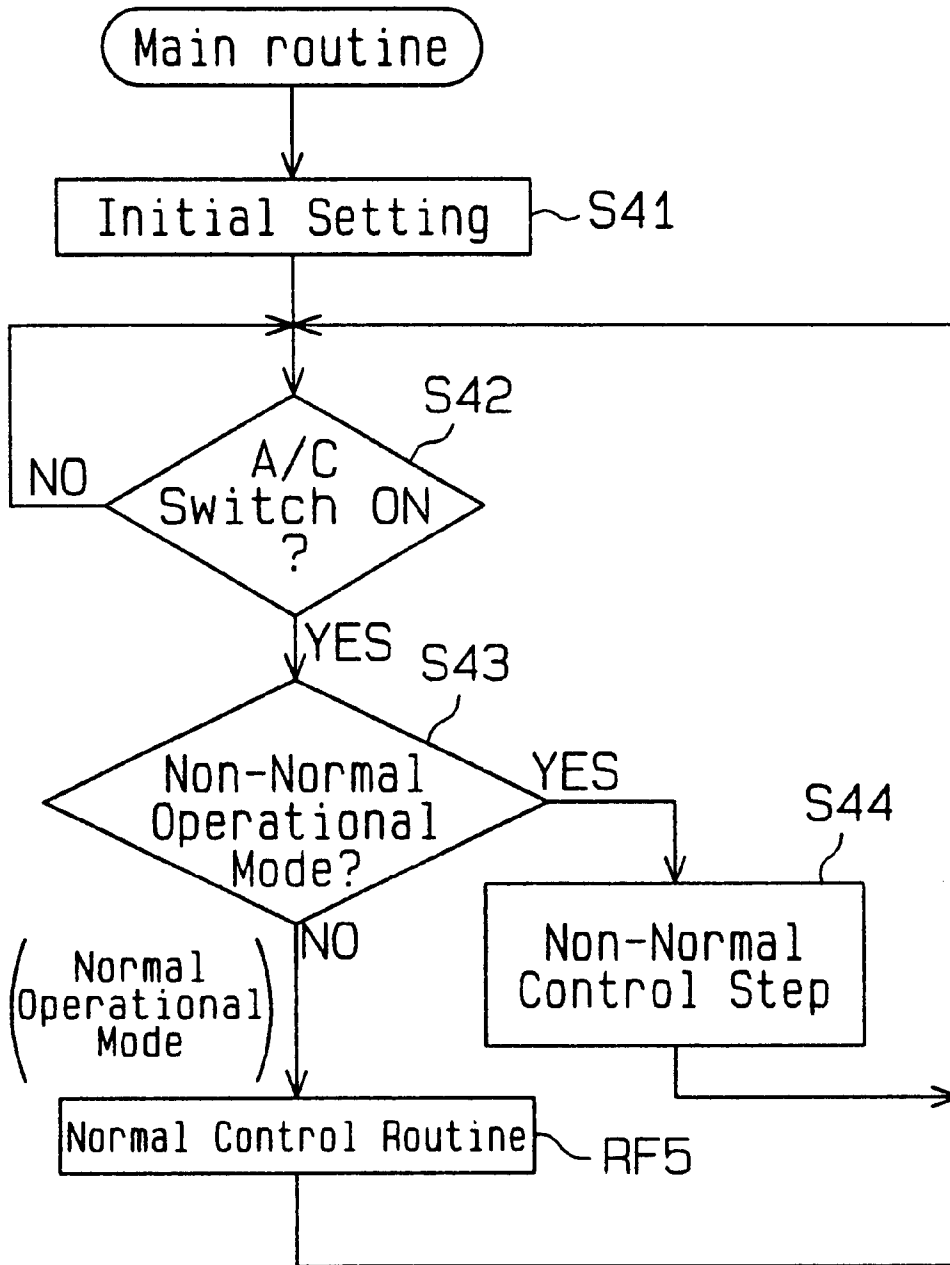 Main routine
Initial Setting
S41
S42
A/C
Switch ON
?
NO
YES
S43
Non-Normal
Operational
Mode?
YES
S44
NO
Non-Normal
Control Step
Normal
Operational
Mode
Normal Control Routine
RF5